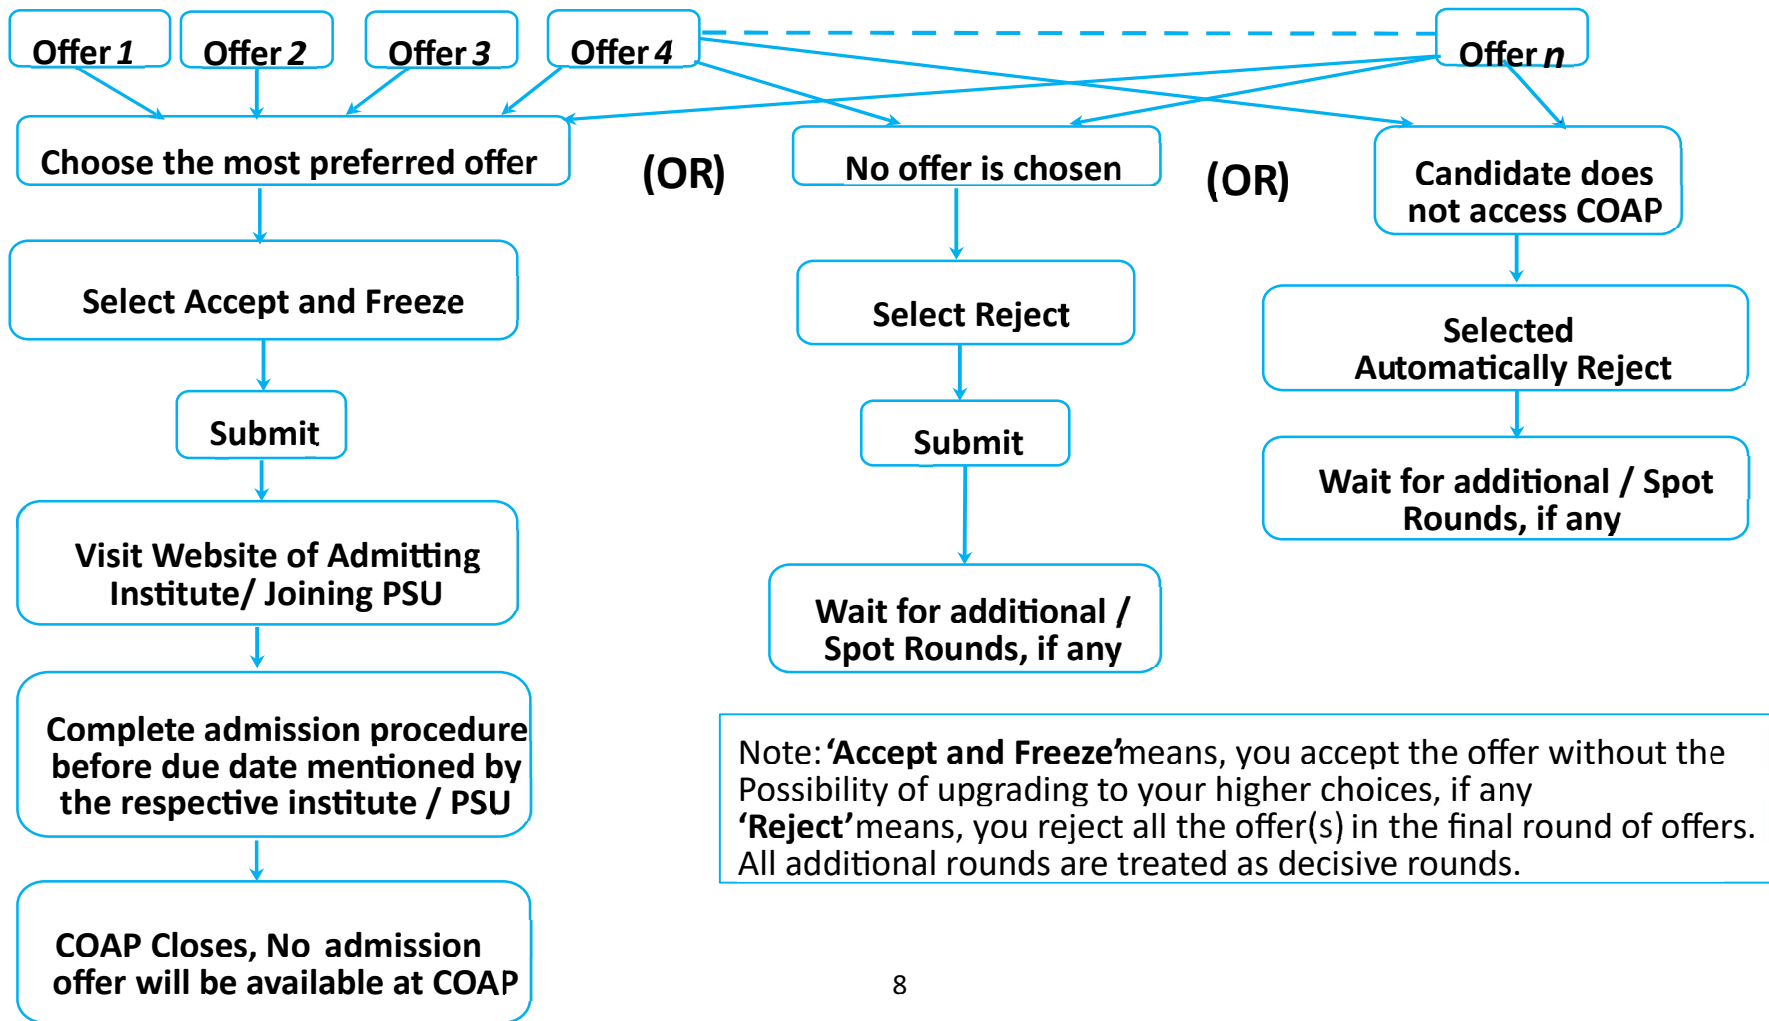 Offer 1
Offer 2
Offer 3
Offer 4
Offer n
Choose the most preferred offer
(OR)
No offer is chosen
(OR)
Candidate does
not access COAP
Select Accept and Freeze
Select Reject
Selected
Automatically Reject
Submit
Submit
Wait for additional / Spot
Rounds, if any
Visit Website of Admitting
Institute/ Joining PSU
Wait for additional /
Spot Rounds, if any
Complete admission procedure
before due date mentioned by
the respective institute / PSU
Note: ‘Accept and Freeze’means, you accept the offer without the
Possibility of upgrading to your higher choices, if any
‘Reject’ means, you reject all the offer(s) in the final round of offers.
All additional rounds are treated as decisive rounds.
COAP Closes, No admission
offer will be available at COAP
8